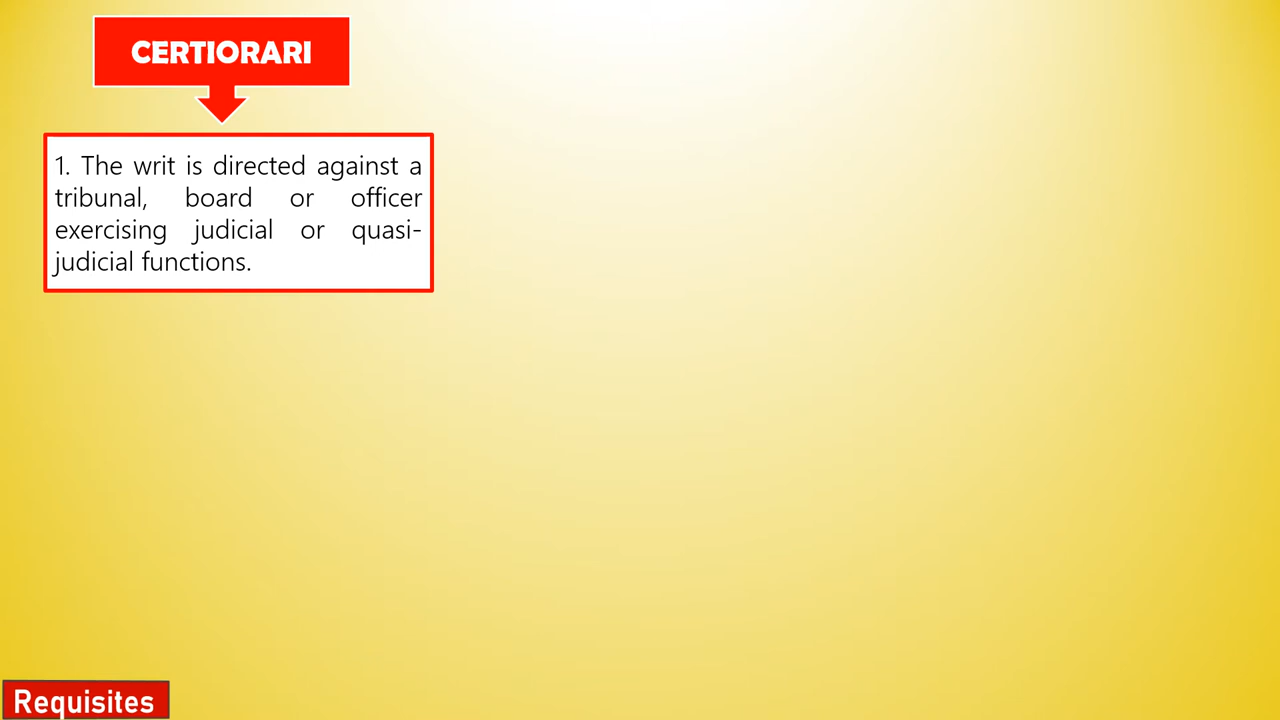 CERTIORARI
1. The writ is directed against a
tribunal, board or officer
exercising judicial or quasi-
judicial functions.
Requisites